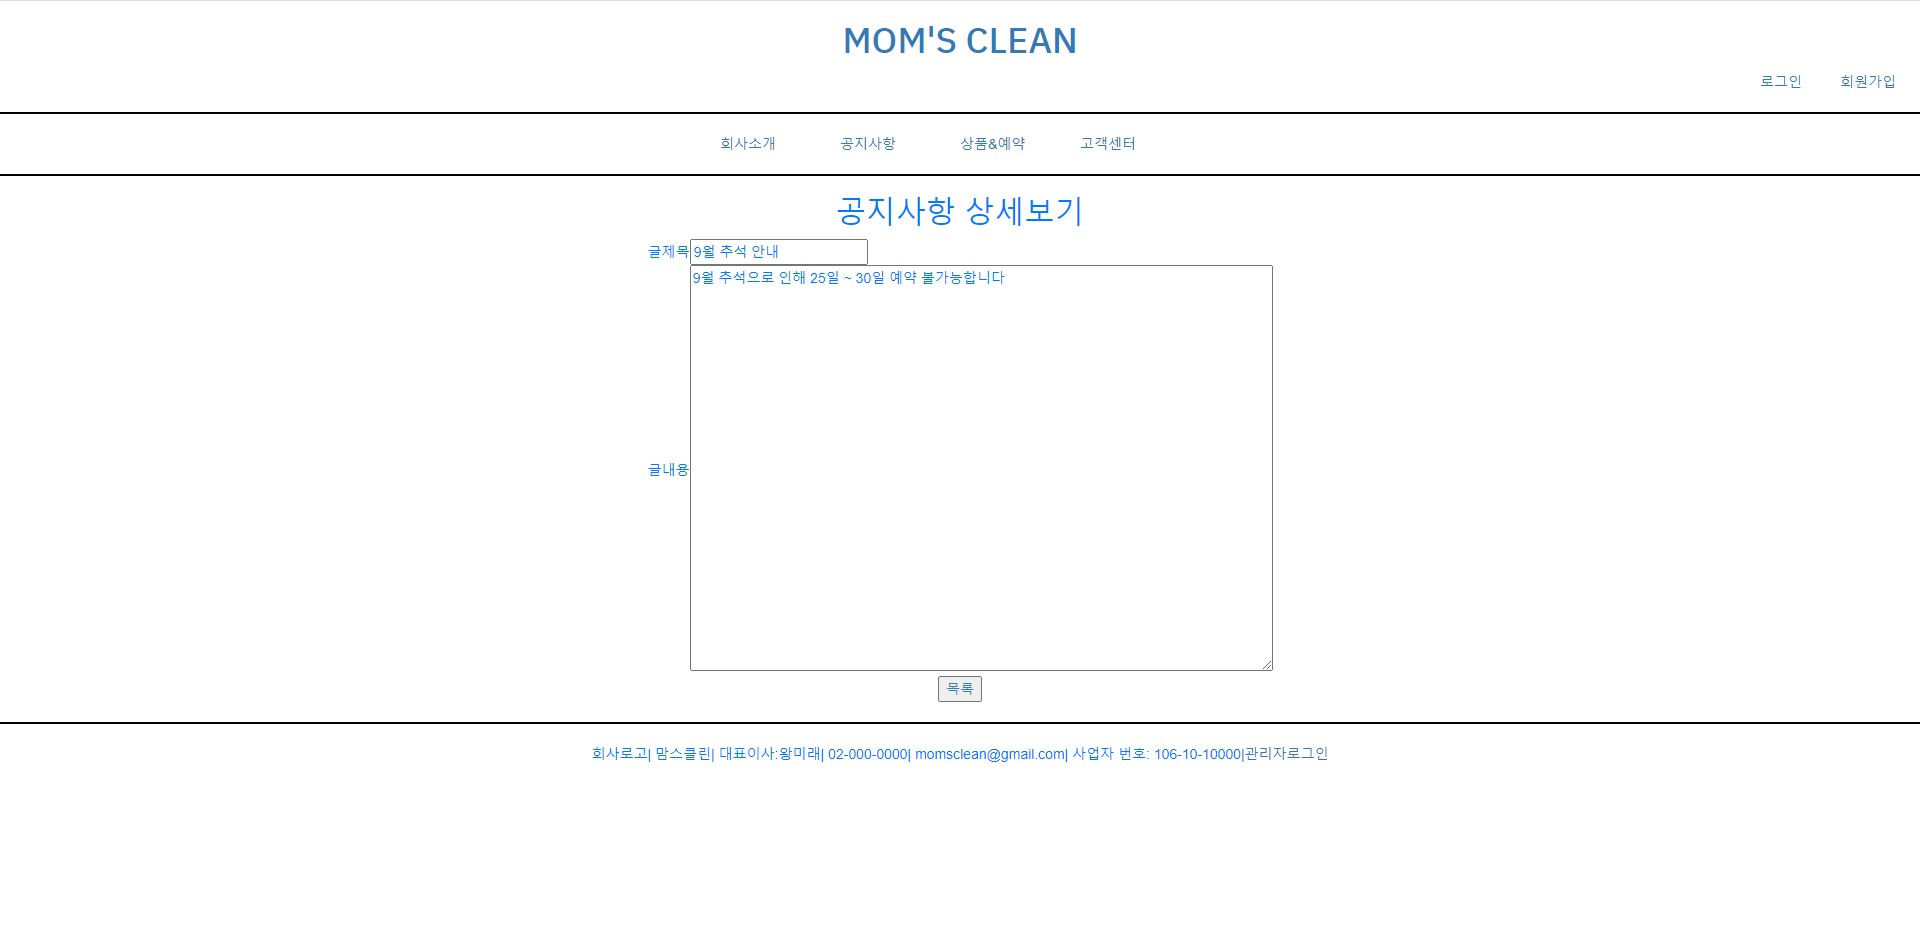 MOM'S CLEAN
로그인 회원가입
회사소개 공지사항 상품&예약 고객센터
공지사항 상세보기
글제목 9월 추석 안내
9월 추석으로 인해 25일 ~ 30일 예약 불가능합니다
글내용
목록
회사로고| 맘스클린| 대표이사:왕미래| 02-000-0000| momsclean@gmail.com| 사업자 번호: 106-10-10000|관리자로그인